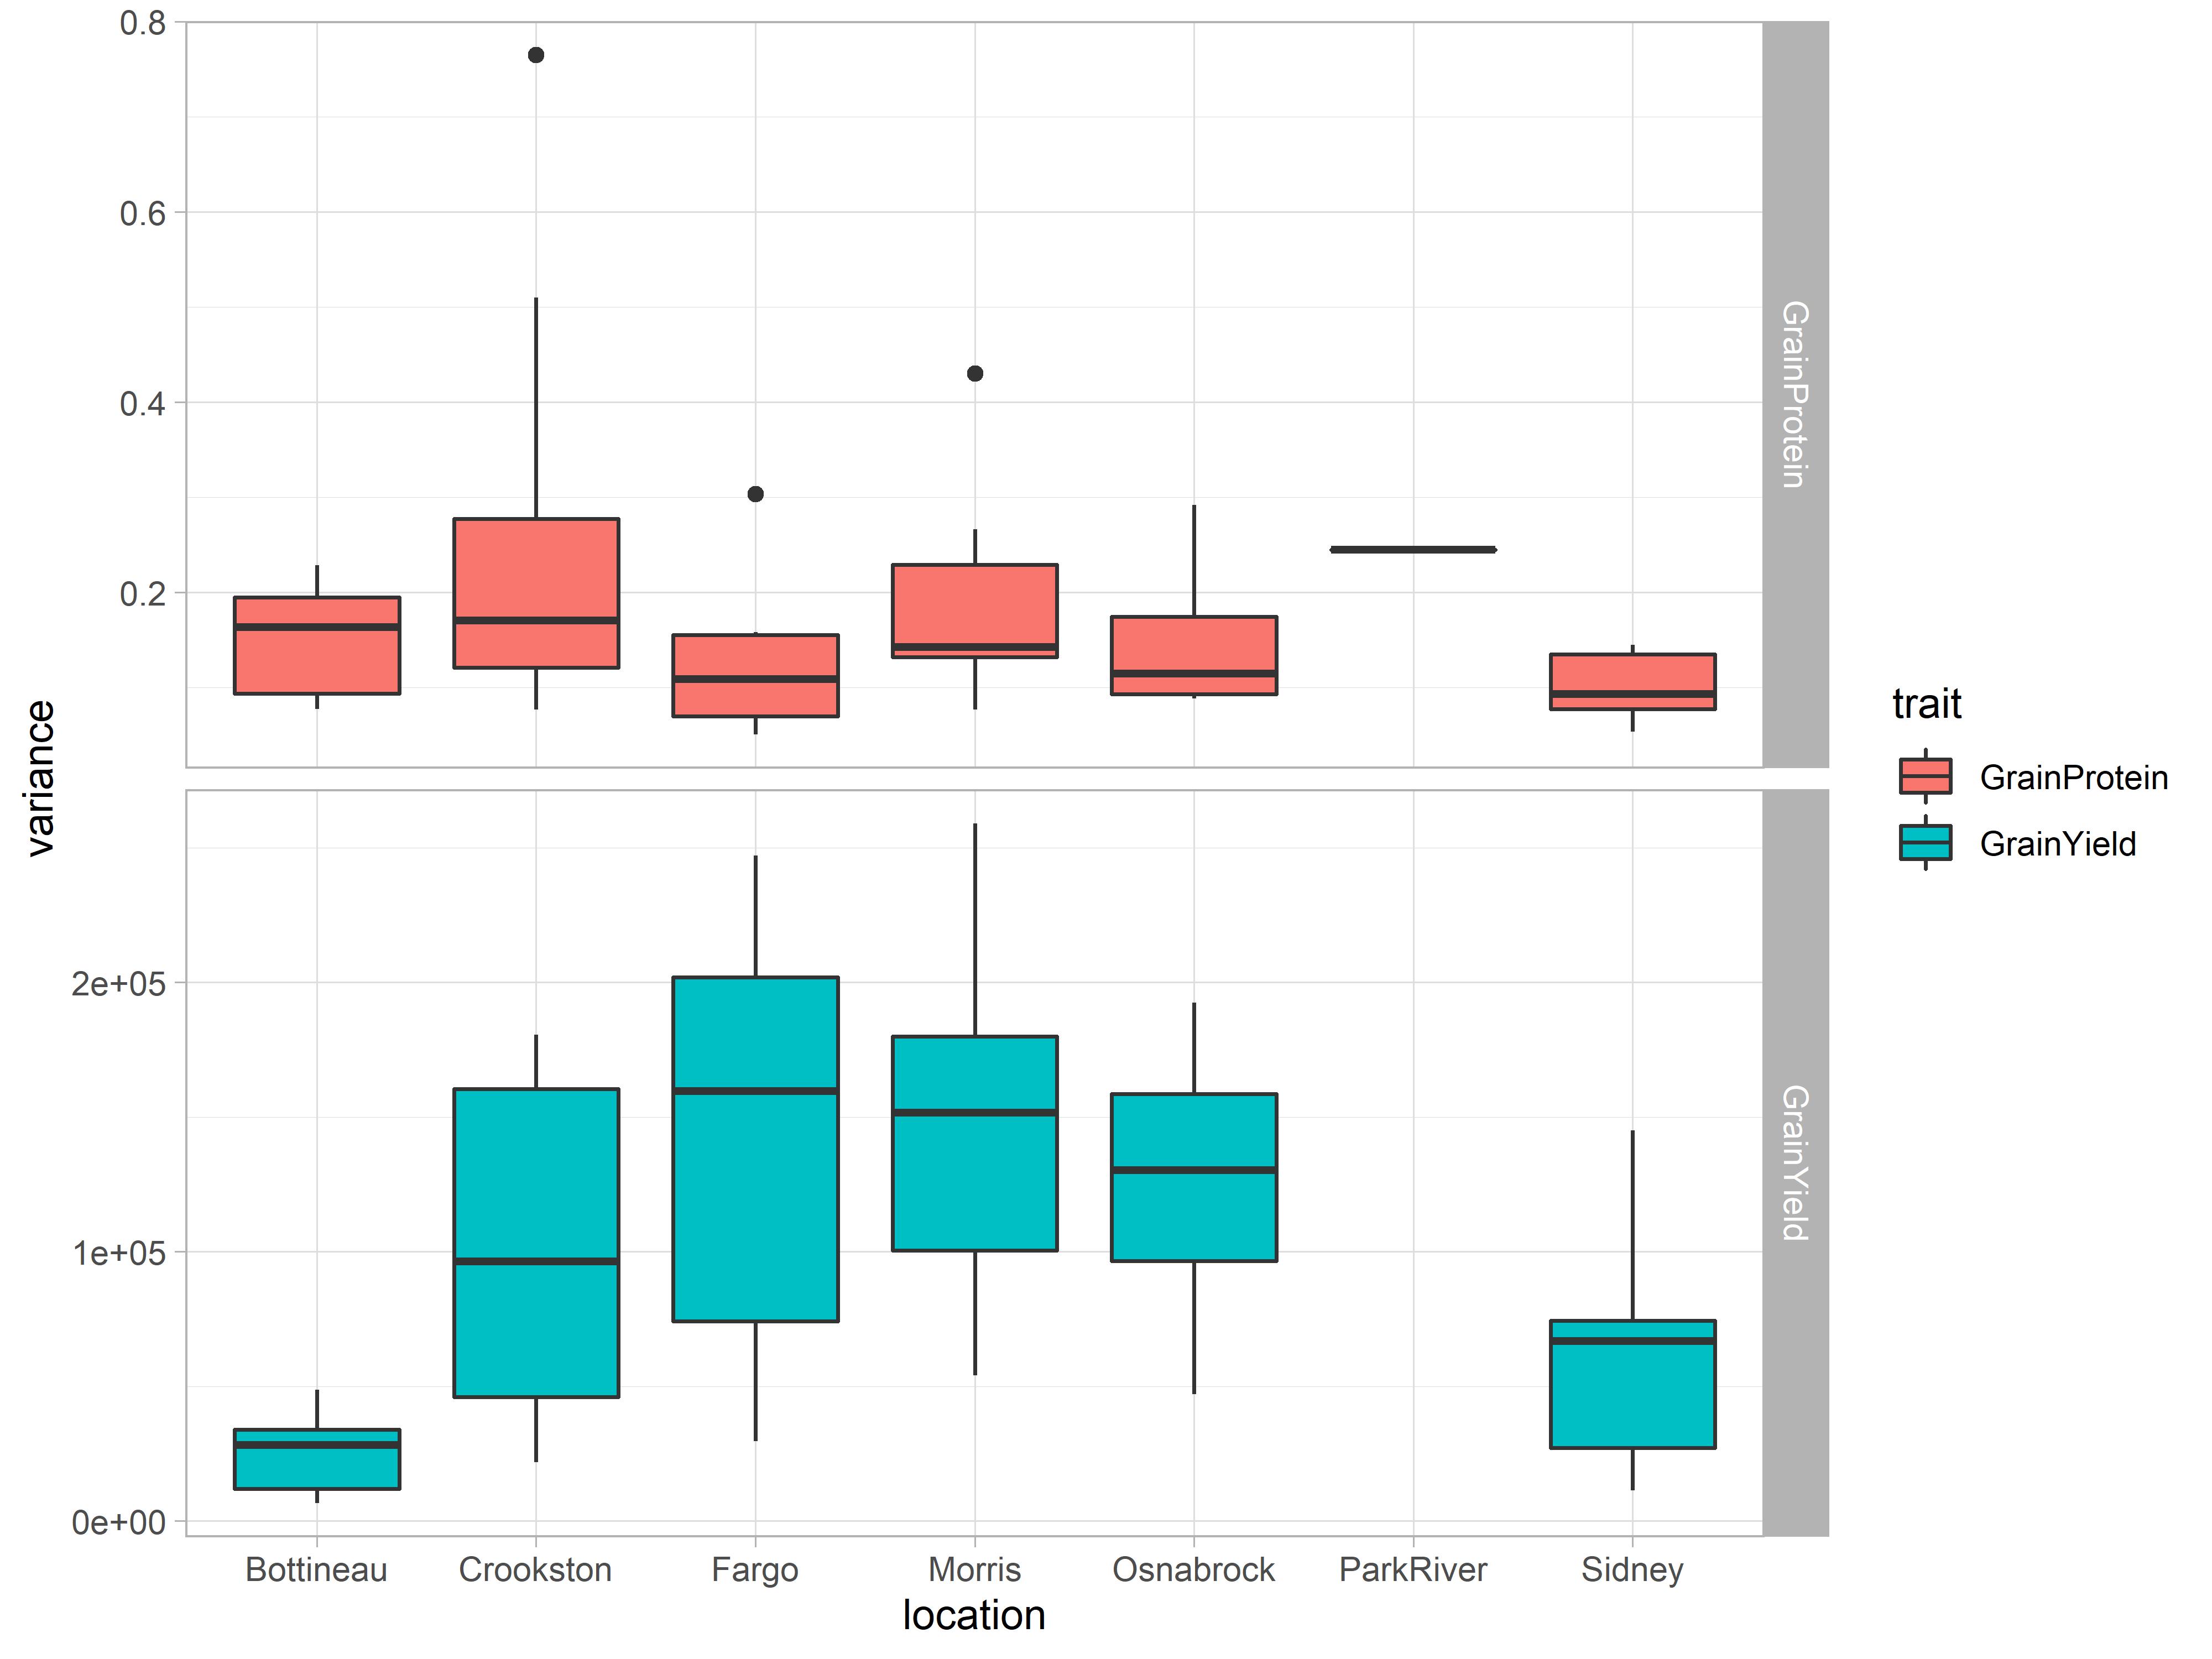 0.8
0.6
0.4
0.2
GrainProtein
variance
2e+05
1e+05
0e+00
GrainYield
Bottineau Crookston Fargo Morris Osnabrock ParkRiver Sidney
location
trait
GrainProtein
GrainYield